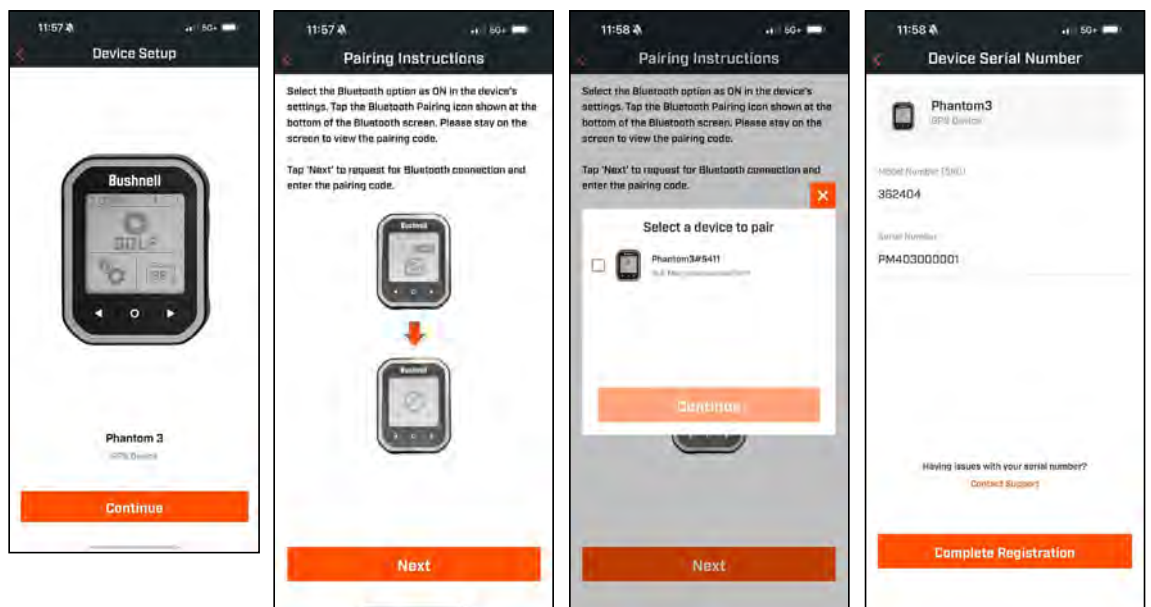 11:57
5G+
Device Setup
Bushnell
GOLF
Phantom 3
GPS Device
Continue
11:57
5G+
Pairing Instructions
Select the Bluetooth option as ON in the device's
settings. Tap the Bluetooth Pairing icon shown at the
bottom of the Bluetooth screen. Please stay on the
screen to view the pairing code.
Tap 'Next' to request for Bluetooth connection and
enter the pairing code.
Bushnell
Bushnell
Next
11:58
5G+
Pairing Instructions
Select the Bluetooth option as ON in the device's
settings. Tap the Bluetooth Pairing icon shown at the
bottom of the Bluetooth screen. Please stay on the
screen to view the pairing code.
Tap 'Next' to request for Bluetooth connection and
enter the pairing code.
Select a device to pair
Phantom3#5411
Continue
Next
11:58
5G+
Device Serial Number
Phantom3
GPS Device
Model Number (SKU)
362404
Serial Number
PM403000001
Having issues with your serial number?
Contact Support
Complete Registration